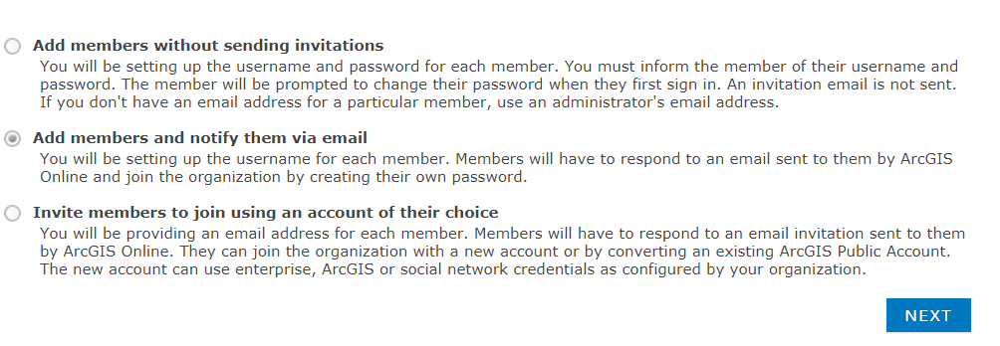 Add members without sending invitations
You will be setting up the username and password for each member. You must inform the member of their username and
password. The member will be prompted to change their password when they first sign in. An invitation email is not sent.
If you don't have an email address for a particular member, use an administrator's email address.
Add members and notify them via email
You will be setting up the username for each member. Members will have to respond to an email sent to them by ArcGIS
Online and join the organization by creating their own password.
Invite members to join using an account of their choice
You will be providing an email address for each member. Members will have to respond to an email invitation sent to them
by ArcGIS Online. They can join the organization with a new account or by converting an existing ArcGIS Public Account.
The new account can use enterprise, ArcGIS or social network credentials as configured by your organization.
NEXT